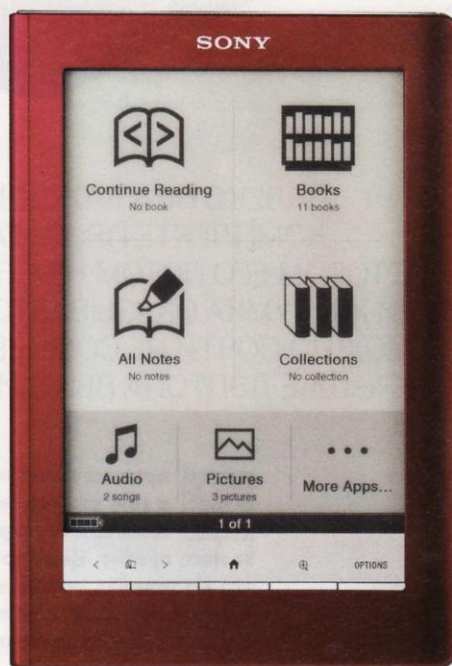 SONY
Continue Reading
No book
Books
11 books
All Notes
No notes
Collections
No collection
Audio
2 songs
Pictures
3 pictures
More Apps...
1 of 1
OPTIONS